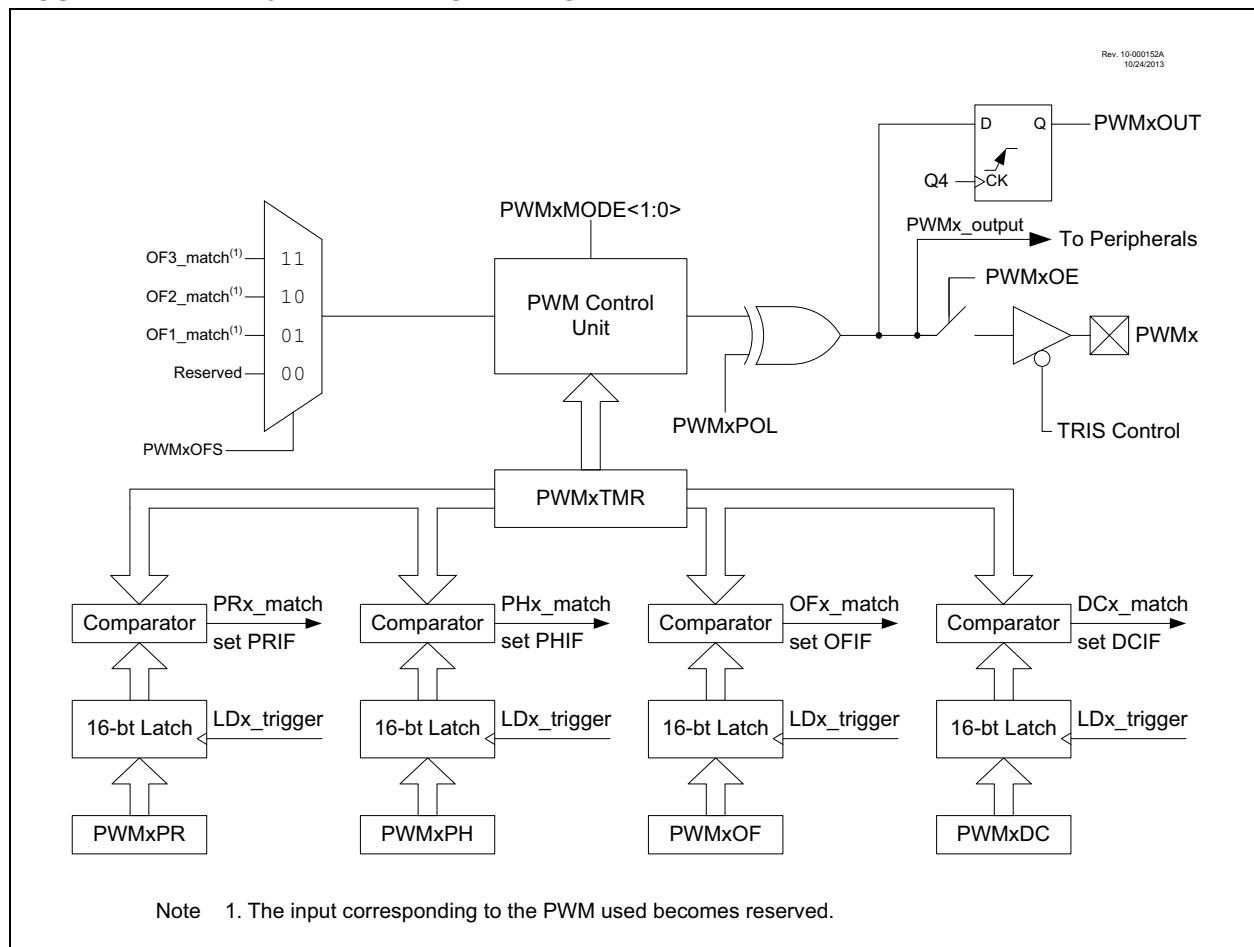 Rev. 10-000152A
10/24/2013
D Q
PWMxOUT
Q4
CK
PWMxMODE<1:0>
PWMx_output
To Peripherals
OF3_match(1) 11
OF2_match(1) 10
OF1_match(1) 01
Reserved 00
PWM Control
Unit
PWMxOE
PWMx
PWMxPOL
TRIS Control
PWMxOFS
PWMxTMR
Comparator
PRx_match
set PRIF
Comparator
PHx_match
set PHIF
Comparator
OFx_match
set OFIF
Comparator
DCx_match
set DCIF
16-bt Latch
LDx_trigger
16-bt Latch
LDx_trigger
16-bt Latch
LDx_trigger
16-bt Latch
LDx_trigger
PWMxPR
PWMxPH
PWMxOF
PWMxDC
Note 1. The input corresponding to the PWM used becomes reserved.